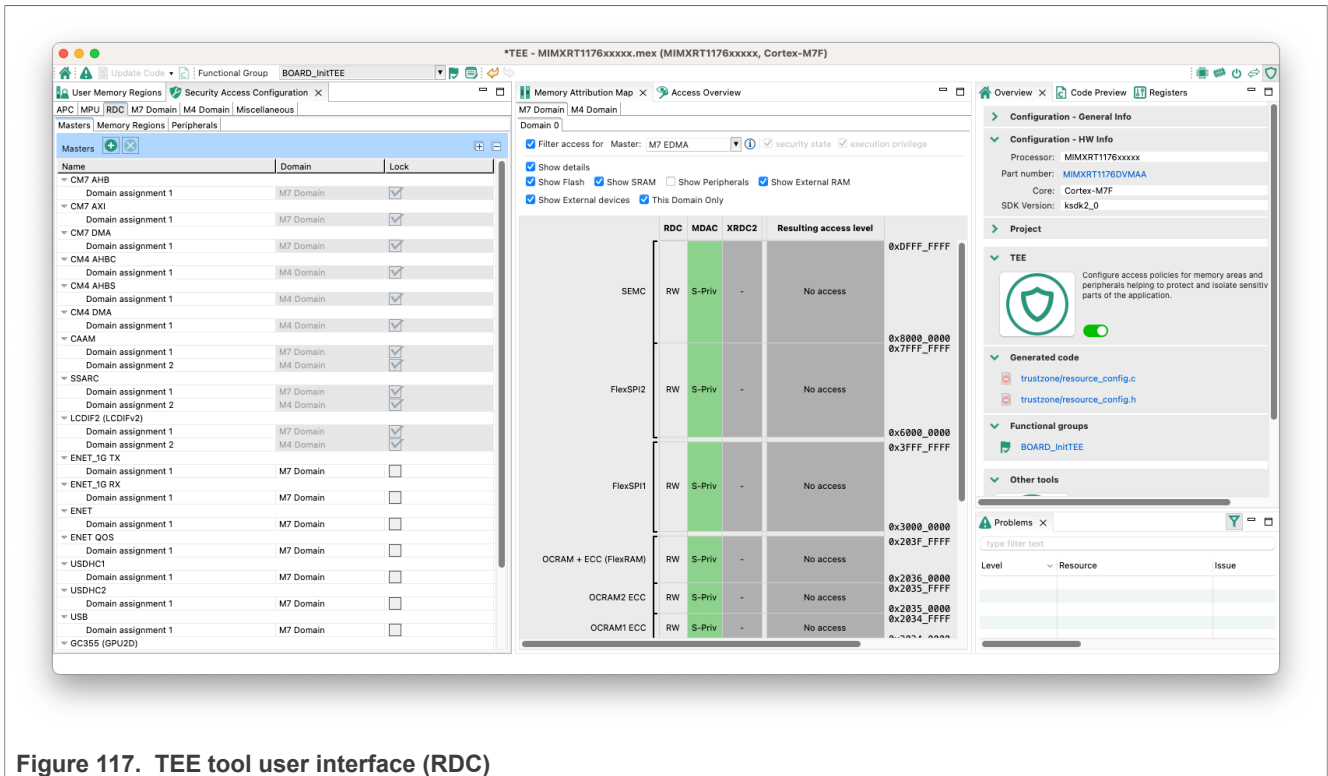 *TEE - MIMXRT1176xxxxx.mex (MIMXRT1176xxxxx, Cortex-M7F)
Update Code Functional Group BOARD_InitTEE
User Memory Regions Security Access Configuration
APC MPU RDC M7 Domain M4 Domain Miscellaneous
Masters Memory Regions Peripherals
Masters
Name Domain Lock
CM7 AHB
Domain assignment 1 M7 Domain
CM7 AXI
Domain assignment 1 M7 Domain
CM7 DMA
Domain assignment 1 M7 Domain
CM4 AHBC
Domain assignment 1 M4 Domain
CM4 AHBS
Domain assignment 1 M4 Domain
CM4 DMA
Domain assignment 1 M4 Domain
CAAM
Domain assignment 1 M7 Domain
Domain assignment 2 M4 Domain
SSARC
Domain assignment 1 M7 Domain
Domain assignment 2 M4 Domain
LCDIF2 (LCDIFv2)
Domain assignment 1 M7 Domain
Domain assignment 2 M4 Domain
ENET_1G TX
Domain assignment 1 M7 Domain
ENET_1G RX
Domain assignment 1 M7 Domain
ENET
Domain assignment 1 M7 Domain
ENET QOS
Domain assignment 1 M7 Domain
USDHC1
Domain assignment 1 M7 Domain
USDHC2
Domain assignment 1 M7 Domain
USB
Domain assignment 1 M7 Domain
GC355 (GPU2D)
Memory Attribution Map Access Overview
M7 Domain M4 Domain
Domain 0
Filter access for Master: M7 EDMA security state execution privilege
Show details
Show Flash Show SRAM Show Peripherals Show External RAM
Show External devices This Domain Only
RDC MDAC XRDC2 Resulting access level
0xDFFF_FFFF
SEMC RW S-Priv - No access
0x8000_0000
0x7FFF_FFFF
FlexSPI2 RW S-Priv - No access
0x6000_0000
0x3FFF_FFFF
FlexSPI1 RW S-Priv - No access
0x3000_0000
0x203F_FFFF
OCRAM + ECC (FlexRAM) RW S-Priv - No access
0x2036_0000
0x2035_FFFF
OCRAM2 ECC RW S-Priv - No access
0x2035_0000
0x2034_FFFF
OCRAM1 ECC RW S-Priv - No access
Overview Code Preview Registers
Configuration - General Info
Configuration - HW Info
Processor: MIMXRT1176xxxxx
Part number: MIMXRT1176DVMAA
Core: Cortex-M7F
SDK Version: ksdk2_0
Project
TEE
Configure access policies for memory areas and
peripherals helping to protect and isolate sensitiv
parts of the application.
Generated code
trustzone/resource_config.c
trustzone/resource_config.h
Functional groups
BOARD_InitTEE
Other tools
Problems
type filter text
Level Resource Issue
Figure 117. TEE tool user interface (RDC)